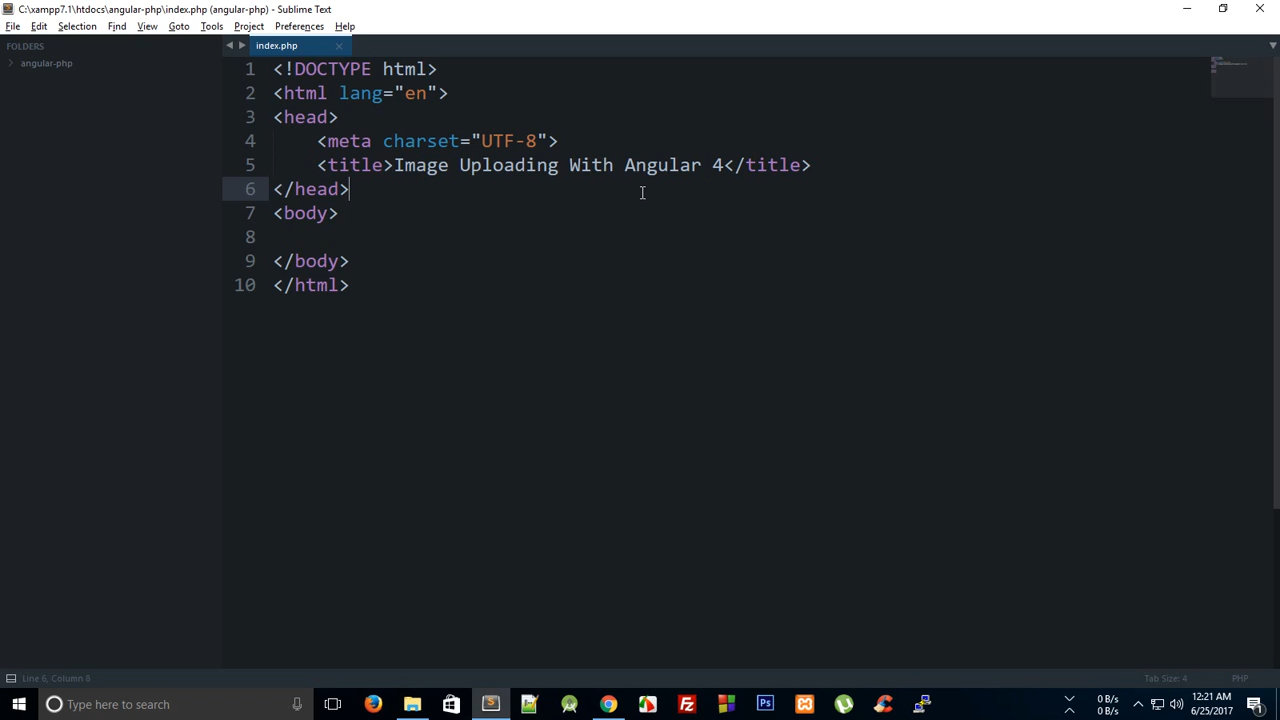 C:\xampp7.1\htdocs\angular-php\index.php (angular-php) - Sublime Text
File Edit Selection Find View Goto Tools Project Preferences Help
FOLDERS
angular-php
index.php
1 <!DOCTYPE html>
2 <html lang="en">
3 <head>
4 <meta charset="UTF-8">
5 <title>Image Uploading With Angular 4</title>
6 </head>
7 <body>
8
9 </body>
10 </html>
Line 6, Column 8
Tab Size: 4
PHP
Type here to search
0 B/s
0 B/s
12:21 AM
6/25/2017